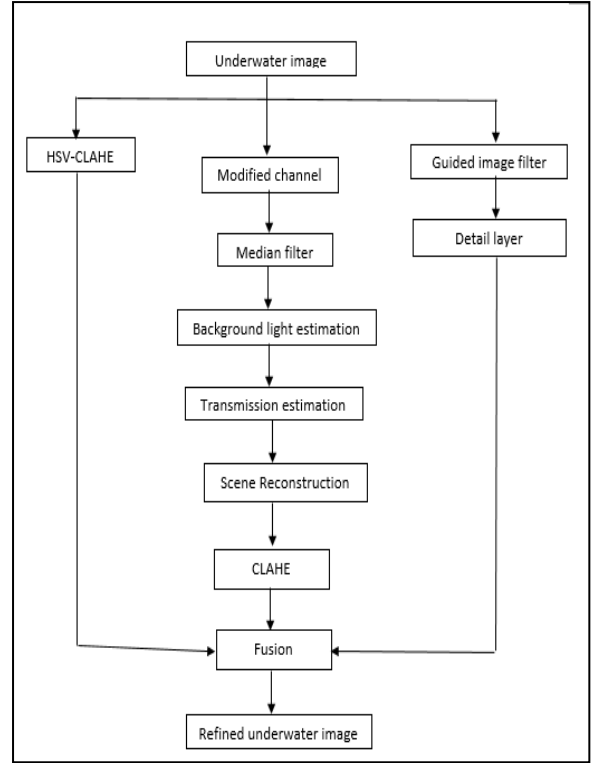 Underwater image
HSV-CLAHE
Modified channel
Guided image filter
Median filter
Detail layer
Background light estimation
Transmission estimation
Scene Reconstruction
CLAHE
Fusion
Refined underwater image